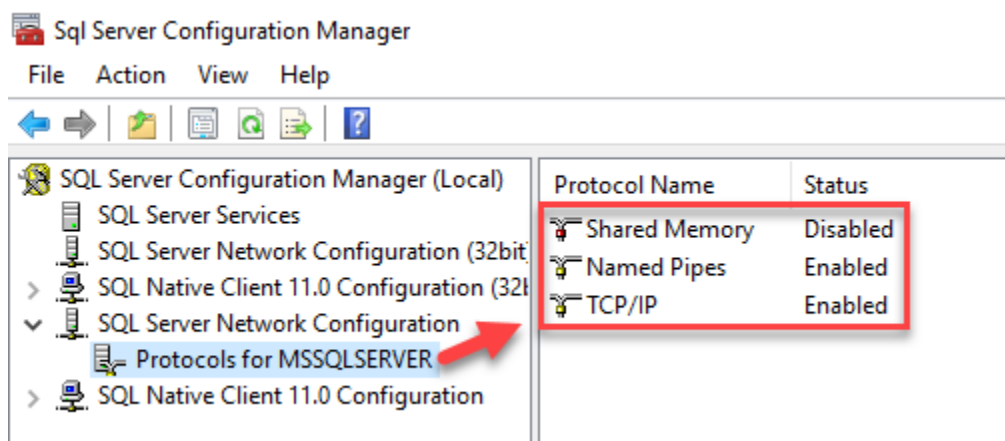 Sql Server Configuration Manager
File Action View Help
SQL Server Configuration Manager (Local)
SQL Server Services
SQL Server Network Configuration (32bit
SQL Native Client 11.0 Configuration (32
SQL Server Network Configuration
Protocols for MSSQLSERVER
SQL Native Client 11.0 Configuration
Protocol Name Status
Shared Memory Disabled
Named Pipes Enabled
TCP/IP Enabled